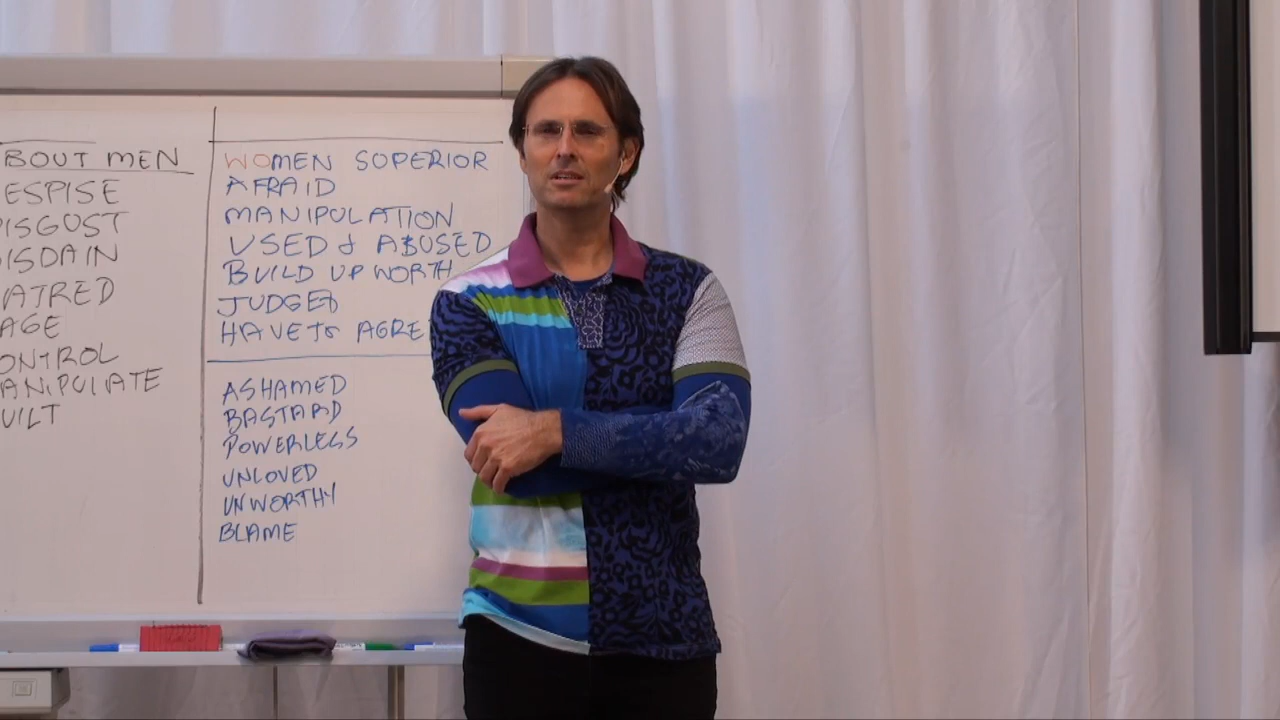 BOUT MEN
ESPISE
ISGUST
ISDAIN
ATRED
AGE
ONTROL
ANIPULATE
UILT
WOMEN SUPERIOR
AFRAID
MANIPULATION
USED & ABUSED
BUILD UP WORTH
JUDGED
HAVE TO AGRE
ASHAMED
BASTARD
POWERLESS
UNLOVED
UNWORTHY
BLAME